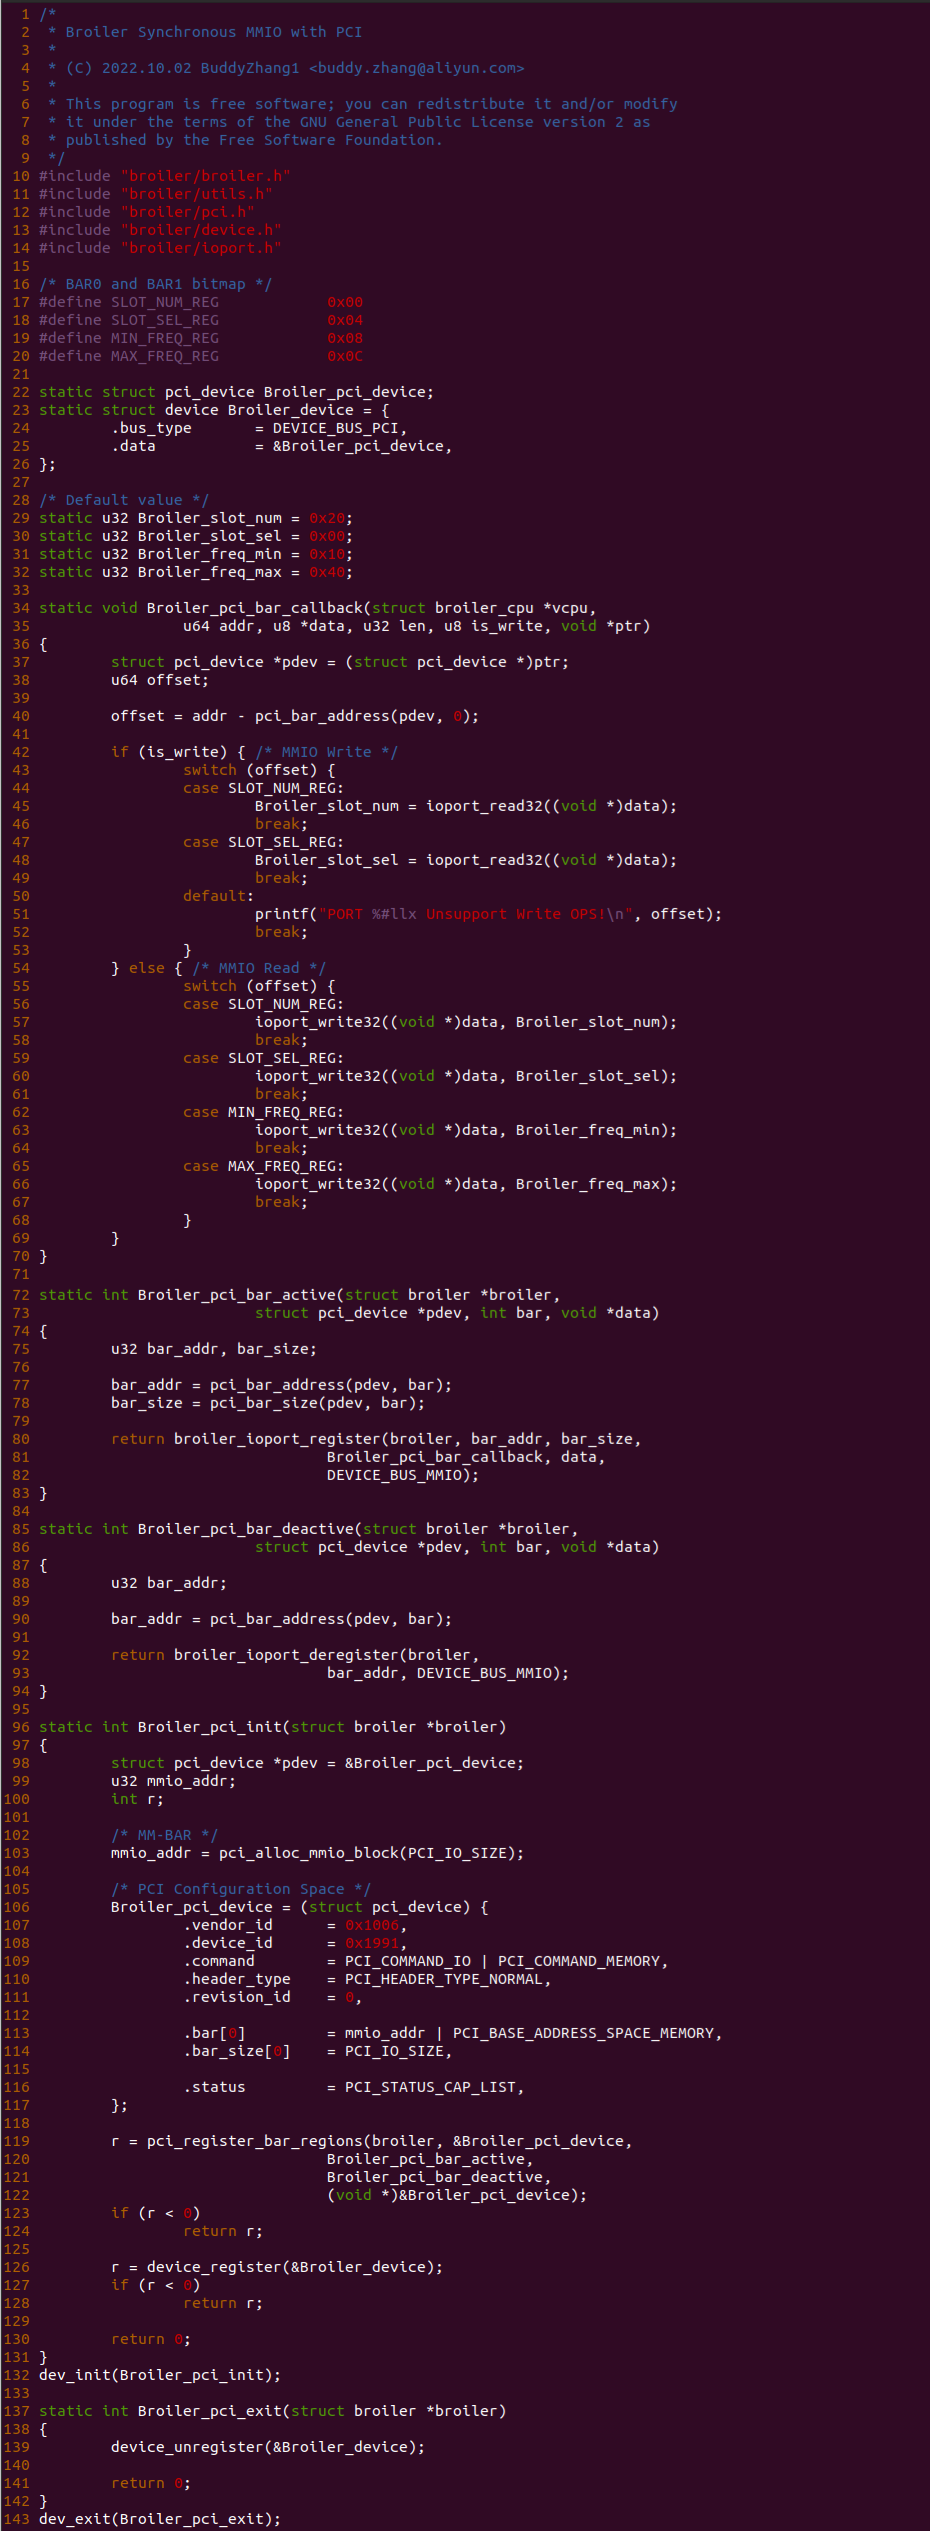 1 /*
2  * Broiler Synchronous MMIO with PCI
3  *
4  * (C) 2022.10.02 BuddyZhang1 <buddy.zhang@aliyun.com>
5  *
6  * This program is free software; you can redistribute it and/or modify
7  * it under the terms of the GNU General Public License version 2 as
8  * published by the Free Software Foundation.
9  */
10 #include "broiler/broiler.h"
11 #include "broiler/utils.h"
12 #include "broiler/pci.h"
13 #include "broiler/device.h"
14 #include "broiler/ioport.h"
15
16 /* BAR0 and BAR1 bitmap */
17 #define SLOT_NUM_REG            0x00
18 #define SLOT_SEL_REG            0x04
19 #define MIN_FREQ_REG            0x08
20 #define MAX_FREQ_REG            0x0C
21
22 static struct pci_device Broiler_pci_device;
23 static struct device Broiler_device = {
24         .bus_type       = DEVICE_BUS_PCI,
25         .data           = &Broiler_pci_device,
26 };
27
28 /* Default value */
29 static u32 Broiler_slot_num = 0x20;
30 static u32 Broiler_slot_sel = 0x00;
31 static u32 Broiler_freq_min = 0x10;
32 static u32 Broiler_freq_max = 0x40;
33
34 static void Broiler_pci_bar_callback(struct broiler_cpu *vcpu,
35                 u64 addr, u8 *data, u32 len, u8 is_write, void *ptr)
36 {
37         struct pci_device *pdev = (struct pci_device *)ptr;
38         u64 offset;
39
40         offset = addr - pci_bar_address(pdev, 0);
41
42         if (is_write) { /* MMIO Write */
43                 switch (offset) {
44                 case SLOT_NUM_REG:
45                         Broiler_slot_num = ioport_read32((void *)data);
46                         break;
47                 case SLOT_SEL_REG:
48                         Broiler_slot_sel = ioport_read32((void *)data);
49                         break;
50                 default:
51                         printf("PORT %#llx Unsupport Write OPS!\n", offset);
52                         break;
53                 }
54         } else { /* MMIO Read */
55                 switch (offset) {
56                 case SLOT_NUM_REG:
57                         ioport_write32((void *)data, Broiler_slot_num);
58                         break;
59                 case SLOT_SEL_REG:
60                         ioport_write32((void *)data, Broiler_slot_sel);
61                         break;
62                 case MIN_FREQ_REG:
63                         ioport_write32((void *)data, Broiler_freq_min);
64                         break;
65                 case MAX_FREQ_REG:
66                         ioport_write32((void *)data, Broiler_freq_max);
67                         break;
68                 }
69         }
70 }
71
72 static int Broiler_pci_bar_active(struct broiler *broiler,
73                         struct pci_device *pdev, int bar, void *data)
74 {
75         u32 bar_addr, bar_size;
76
77         bar_addr = pci_bar_address(pdev, bar);
78         bar_size = pci_bar_size(pdev, bar);
79
80         return broiler_ioport_register(broiler, bar_addr, bar_size,
81                                 Broiler_pci_bar_callback, data,
82                                 DEVICE_BUS_MMIO);
83 }
84
85 static int Broiler_pci_bar_deactive(struct broiler *broiler,
86                         struct pci_device *pdev, int bar, void *data)
87 {
88         u32 bar_addr;
89
90         bar_addr = pci_bar_address(pdev, bar);
91
92         return broiler_ioport_deregister(broiler,
93                                 bar_addr, DEVICE_BUS_MMIO);
94 }
95
96 static int Broiler_pci_init(struct broiler *broiler)
97 {
98         struct pci_device *pdev = &Broiler_pci_device;
99         u32 mmio_addr;
100         int r;
101
102         /* MM-BAR */
103         mmio_addr = pci_alloc_mmio_block(PCI_IO_SIZE);
104
105         /* PCI Configuration Space */
106         Broiler_pci_device = (struct pci_device) {
107                 .vendor_id      = 0x1006,
108                 .device_id      = 0x1991,
109                 .command        = PCI_COMMAND_IO | PCI_COMMAND_MEMORY,
110                 .header_type    = PCI_HEADER_TYPE_NORMAL,
111                 .revision_id    = 0,
112
113                 .bar[0]         = mmio_addr | PCI_BASE_ADDRESS_SPACE_MEMORY,
114                 .bar_size[0]    = PCI_IO_SIZE,
115
116                 .status         = PCI_STATUS_CAP_LIST,
117         };
118
119         r = pci_register_bar_regions(broiler, &Broiler_pci_device,
120                                 Broiler_pci_bar_active,
121                                 Broiler_pci_bar_deactive,
122                                 (void *)&Broiler_pci_device);
123         if (r < 0)
124                 return r;
125
126         r = device_register(&Broiler_device);
127         if (r < 0)
128                 return r;
129
130         return 0;
131 }
132 dev_init(Broiler_pci_init);
133
137 static int Broiler_pci_exit(struct broiler *broiler)
138 {
139         device_unregister(&Broiler_device);
140
141         return 0;
142 }
143 dev_exit(Broiler_pci_exit);